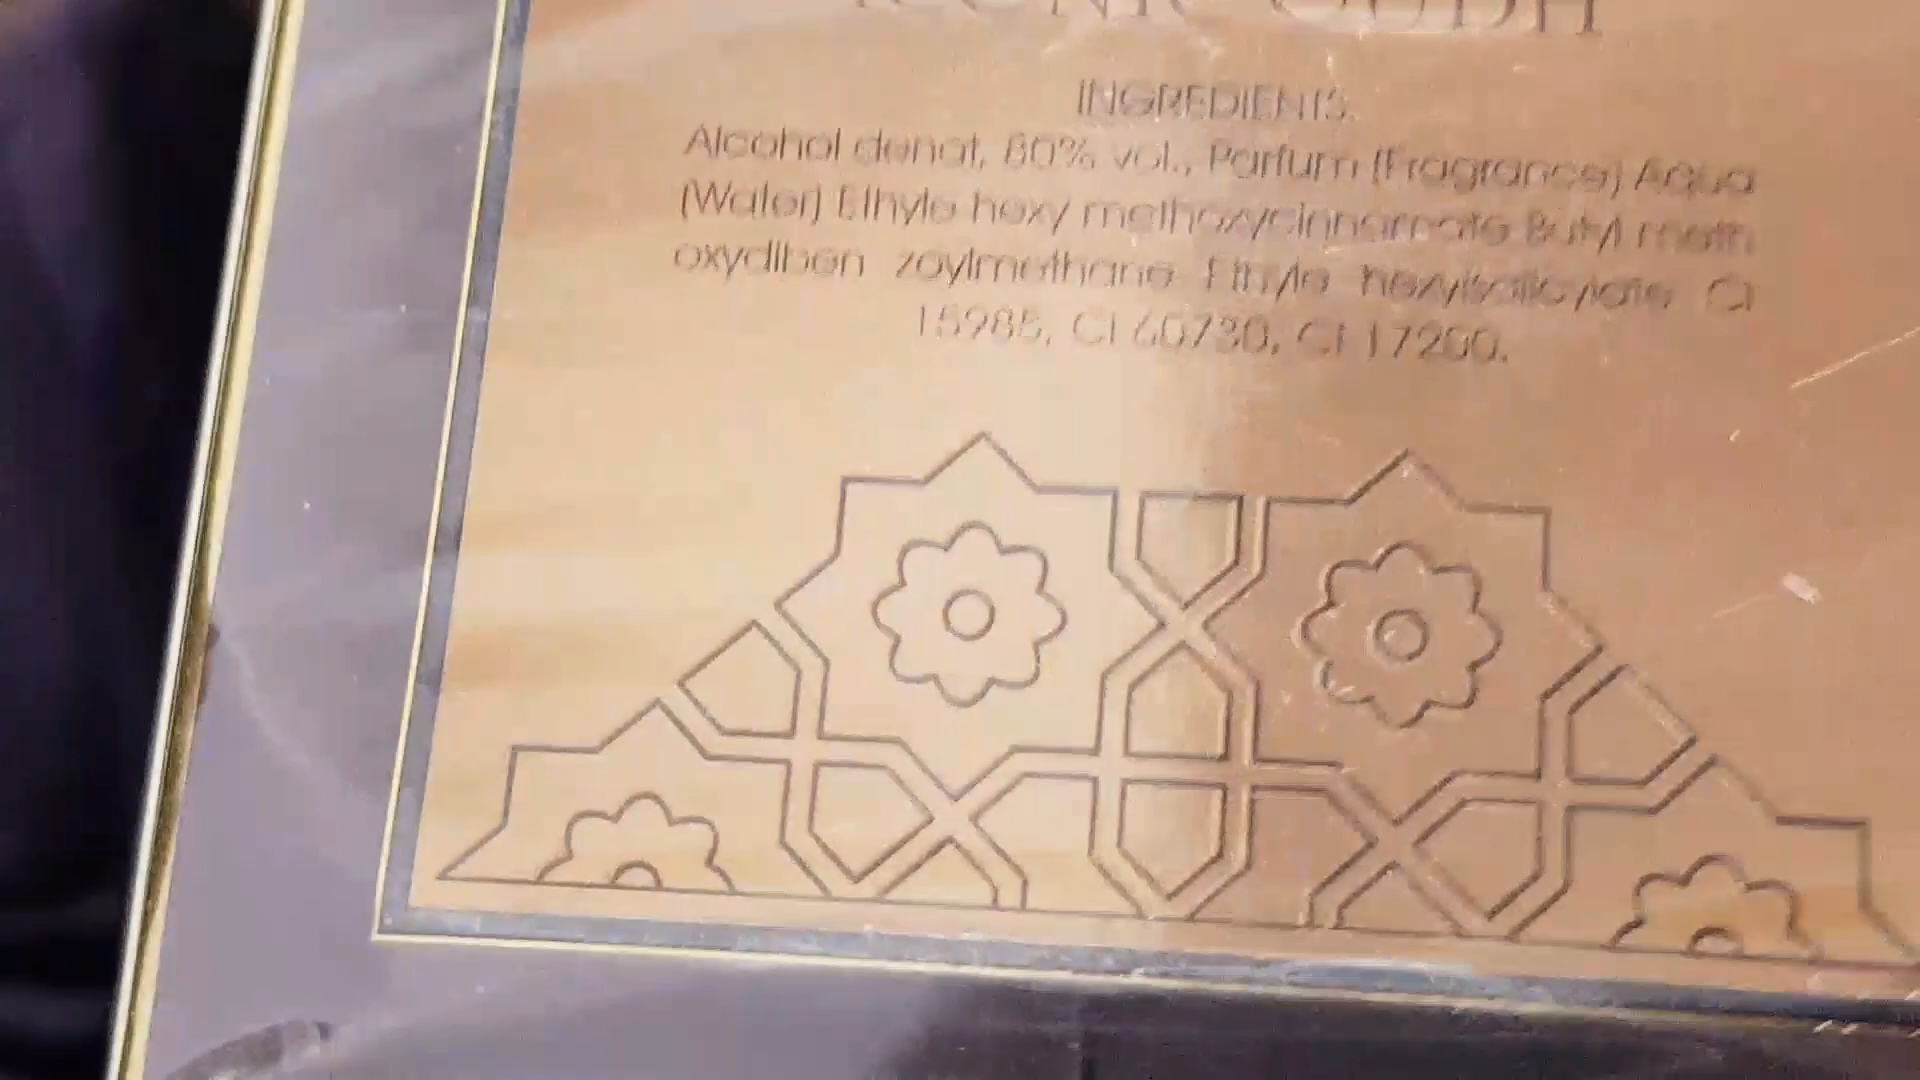 OUDH
INGREDIENTS.
Alcohol denat, 80% vol., Parfum (Fragrance) Aqua
(Water) Ethyle hexy methoxycinnamate Butyl meth
oxydiben zoylmethane Ethyle hexylsalicylate CI
15985, CI 60730, CI 17200.